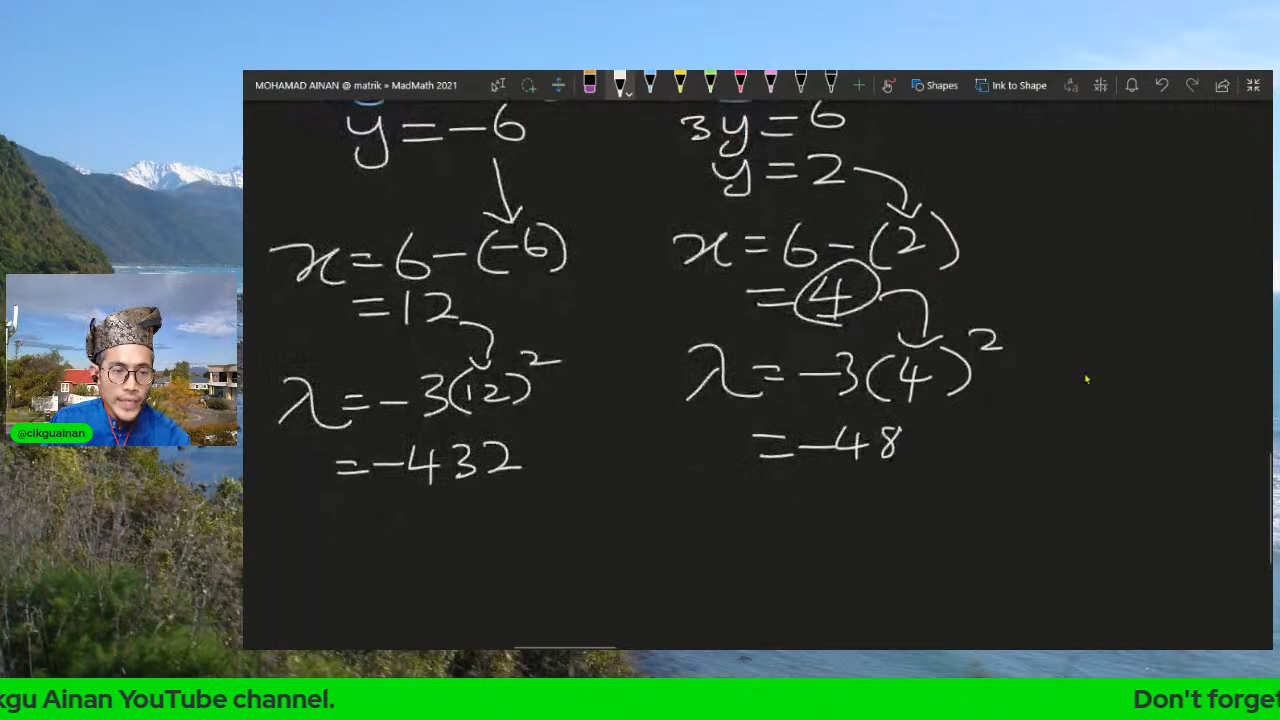 MOHAMAD AINAN @ matrik » MadMath 2021
Shapes
Ink to Shape
y = -6
x = 6 - (-6)
= 12
λ = -3(12)²
= -432
3y = 6
y = 2
x = 6 - (2)
= 4
λ = -3(4)²
= -48
@cikguainan
kgu Ainan YouTube channel.
Don't forget